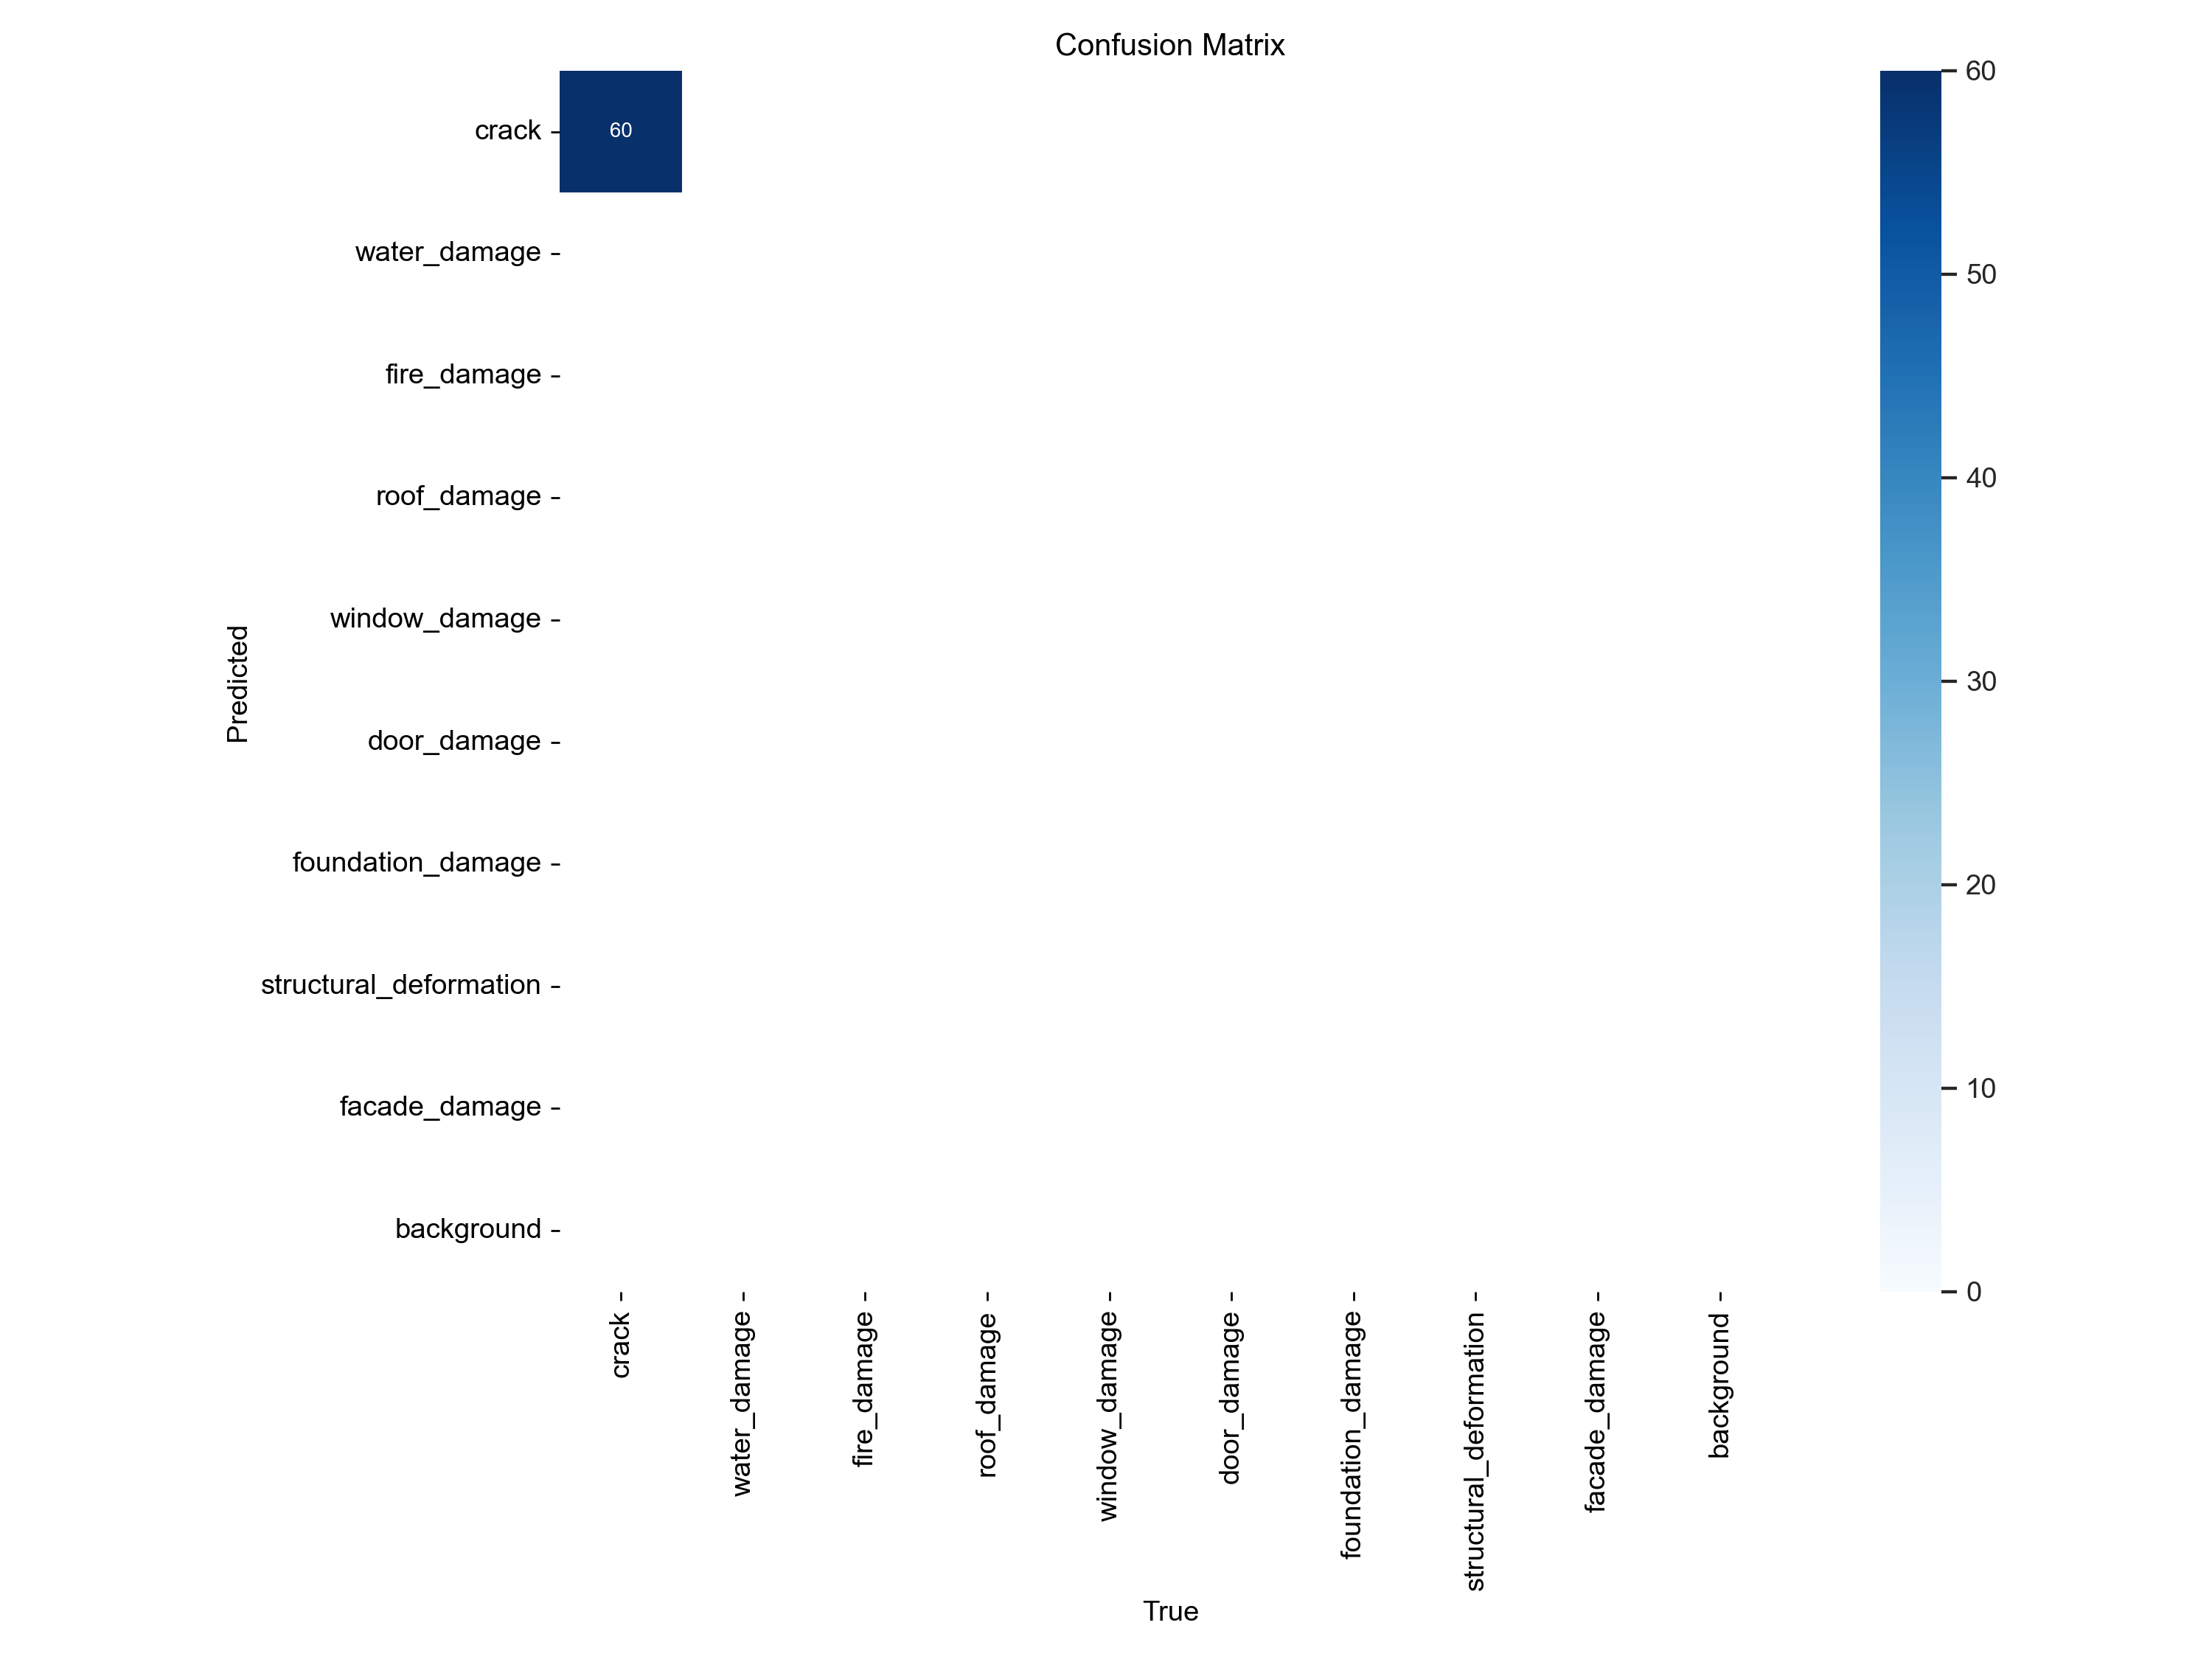 Confusion Matrix
crack
water_damage
fire_damage
roof_damage
window_damage
door_damage
foundation_damage
structural_deformation
facade_damage
background
Predicted
60
crack
water_damage
fire_damage
roof_damage
window_damage
door_damage
foundation_damage
structural_deformation
facade_damage
background
True
60
50
40
30
20
10
0